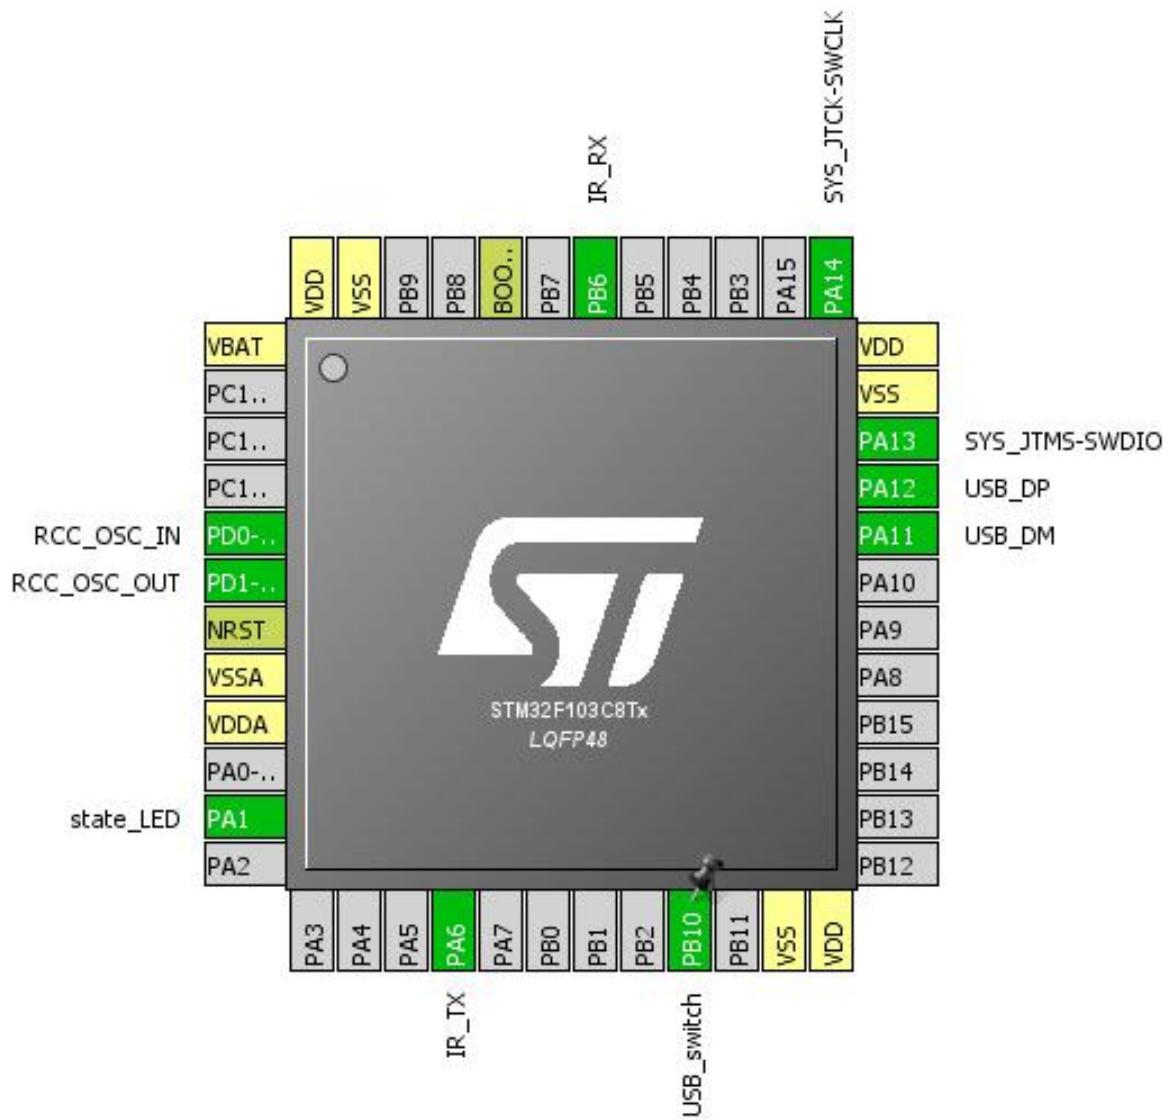 SYS_JTCK-SWCLK
IR_RX
VDD
VSS
PB9
PB8
BOO..
PB7
PB6
PB5
PB4
PB3
PA15
PA14
VBAT
PC1..
PC1..
PC1..
RCC_OSC_IN PD0-..
RCC_OSC_OUT PD1-..
NRST
VSSA
VDDA
PA0-..
state_LED PA1
PA2
VDD
VSS
PA13 SYS_JTMS-SWDIO
PA12 USB_DP
PA11 USB_DM
PA10
PA9
PA8
PB15
PB14
PB13
PB12
ST
STM32F103C8Tx
LQFP48
PA3
PA4
PA5
PA6
PA7
PB0
PB1
PB2
PB10
PB11
VSS
VDD
IR_TX
USB_switch